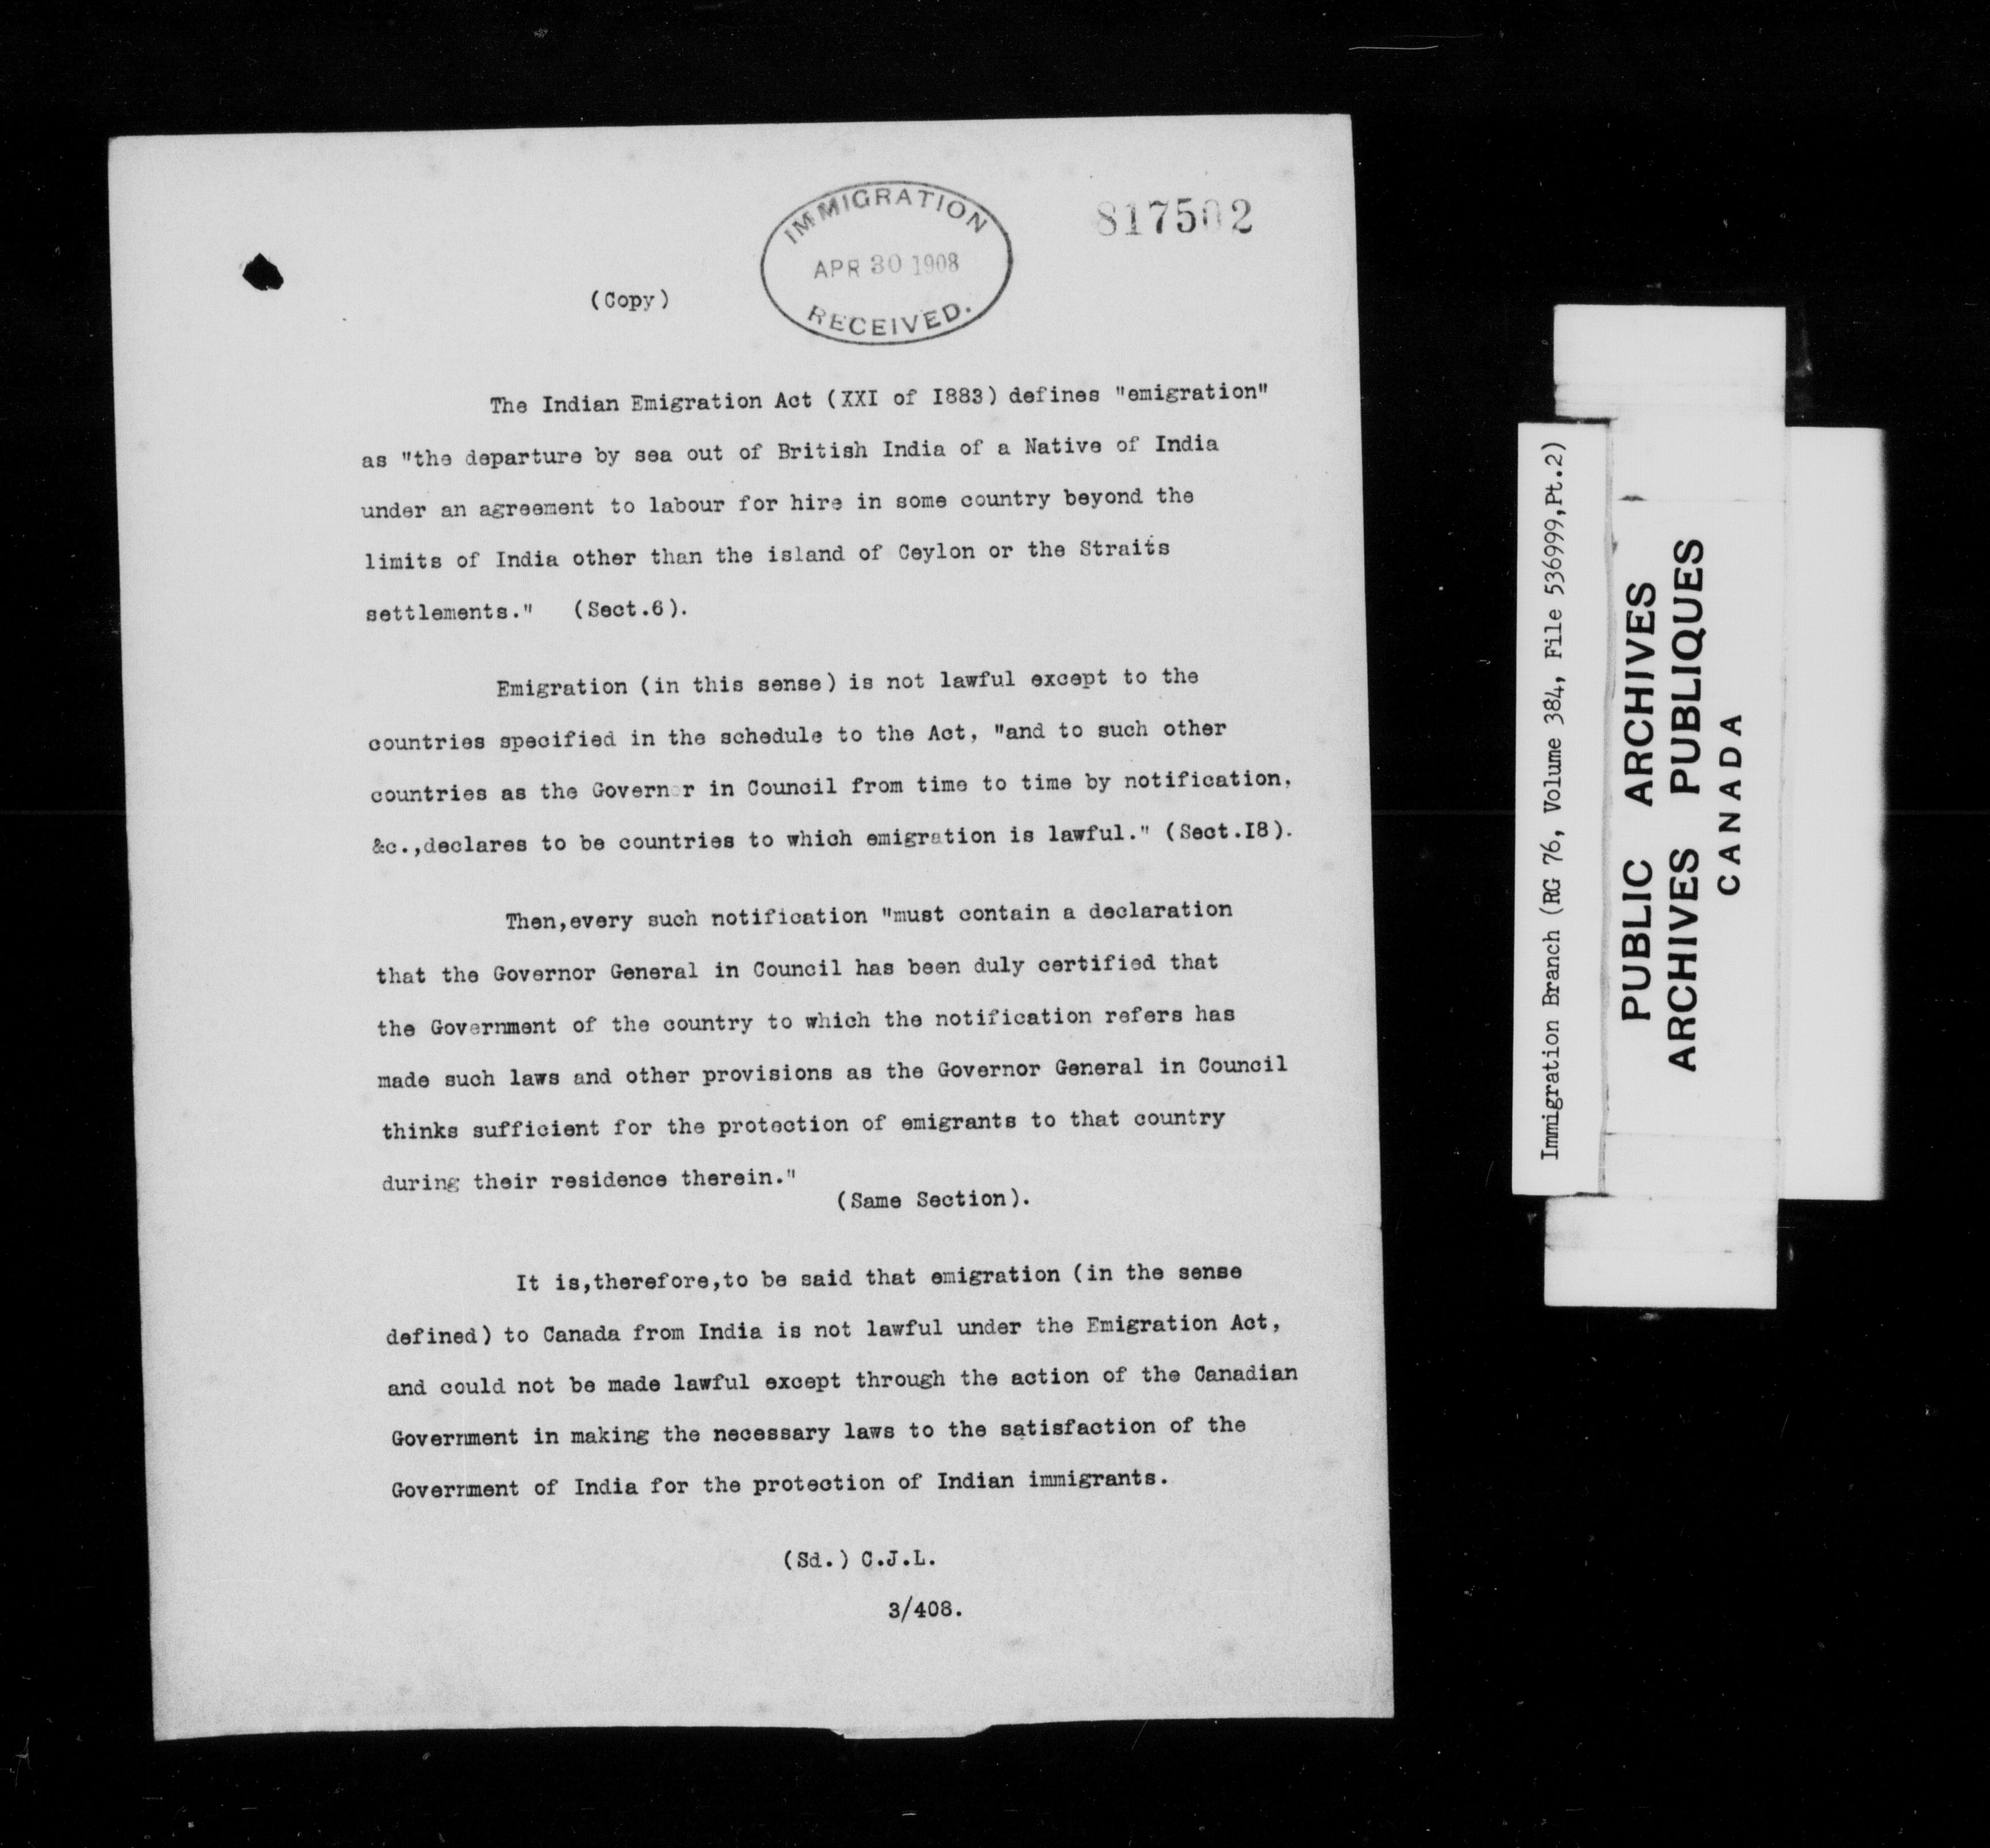 IMMIGRATION
APR 30 1908
RECEIVED.
817502
(Copy)
The Indian Emigration Act (XXI of I883) defines "emigration"
as "the departure by sea out of British India of a Native of India
under an agreement to labour for hire in some country beyond the
limits of India other than the island of Ceylon or the Straits
settlements." (Sect.6).
Emigration (in this sense) is not lawful except to the
countries specified in the schedule to the Act, "and to such other
countries as the Governor in Council from time to time by notification,
&c.,declares to be countries to which emigration is lawful." (Sect.I8).
Then,every such notification "must contain a declaration
that the Governor General in Council has been duly certified that
the Government of the country to which the notification refers has
made such laws and other provisions as the Governor General in Council
thinks sufficient for the protection of emigrants to that country
during their residence therein."
(Same Section).
It is,therefore,to be said that emigration (in the sense
defined) to Canada from India is not lawful under the Emigration Act,
and could not be made lawful except through the action of the Canadian
Government in making the necessary laws to the satisfaction of the
Government of India for the protection of Indian immigrants.
(Sd.) C.J.L.
3/408.
Immigration Branch (RG 76, Volume 384, File 536999,Pt.2)
PUBLIC ARCHIVES
ARCHIVES PUBLIQUES
CANADA